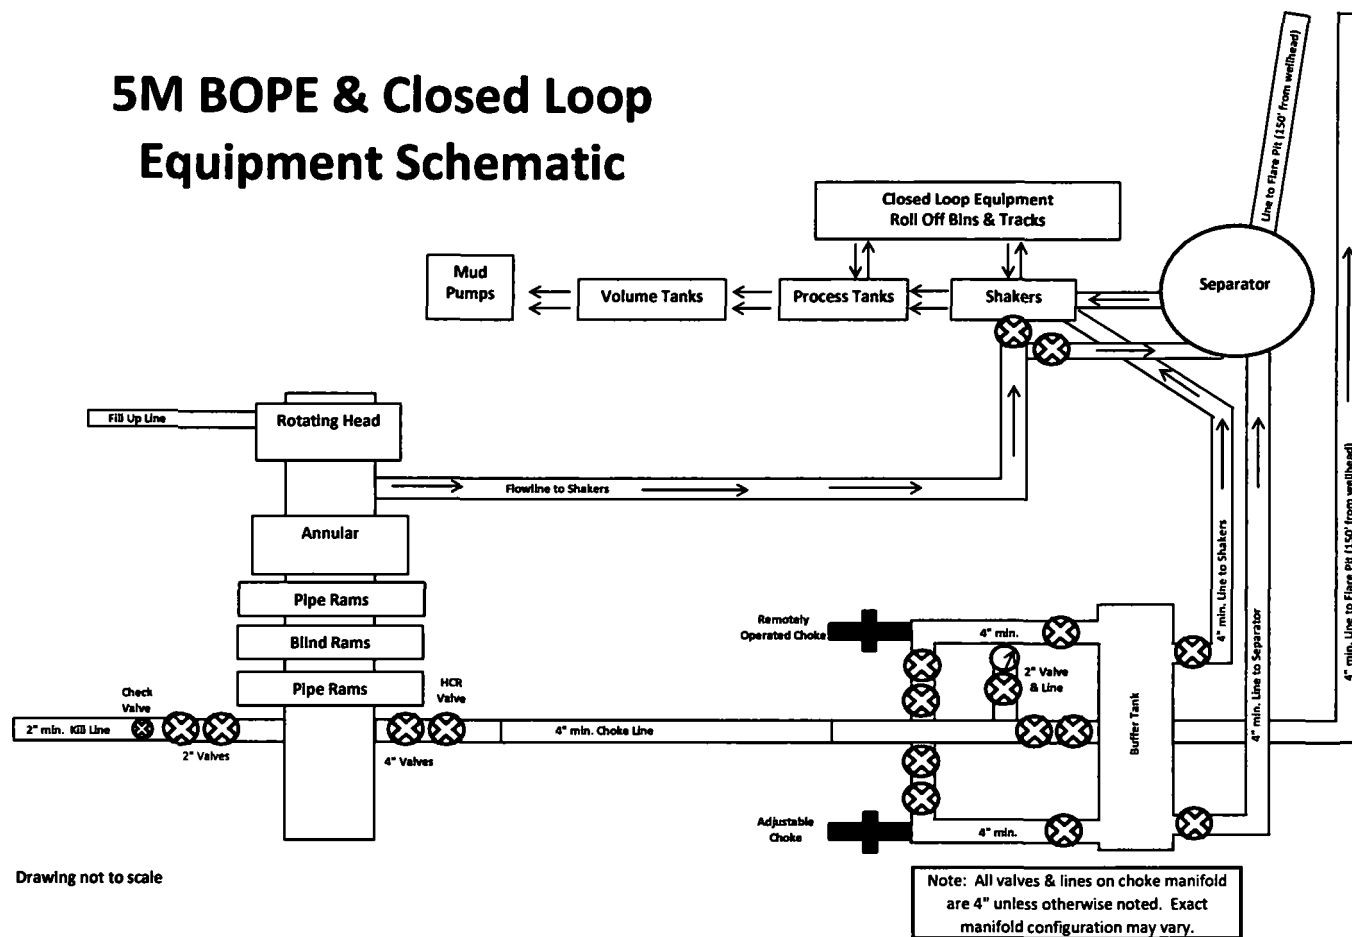 5M BOPE & Closed Loop
Equipment Schematic
Line to Flare Pit (150' from wellhead)
Closed Loop Equipment
Roll Off Bins & Tracks
Mud
Pumps
Volume Tanks
Process Tanks
Shakers
Separator
Fill Up Line
Rotating Head
Flowline to Shakers
Annular
Pipe Rams
Blind Rams
Pipe Rams
Check
Valve
HCR
Valve
2" min. Kill Line
2" Valves
4" Valves
4" min. Choke Line
Remotely
Operated Choke
4" min.
2" Valve
& Line
Buffer Tank
4" min. Line to Shakers
4" min. Line to Separator
4" min. Line to Flare Pit (150' from wellhead)
Adjustable
Choke
4" min.
Drawing not to scale
Note: All valves & lines on choke manifold
are 4" unless otherwise noted. Exact
manifold configuration may vary.